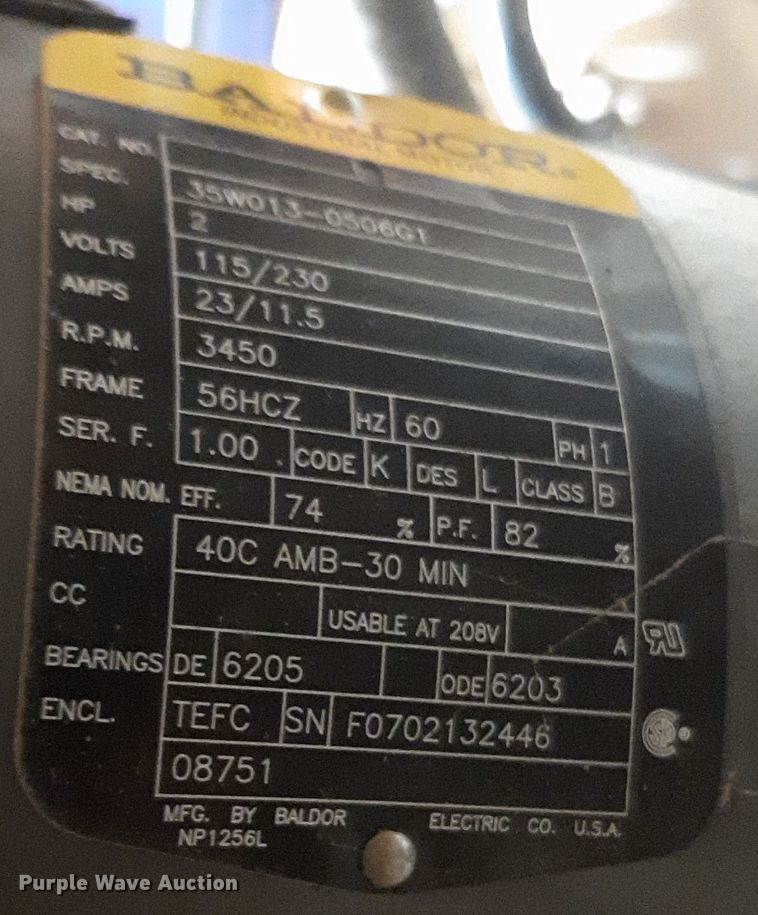 BALDOR
INDUSTRIAL MOTOR
CAT. NO.
SPEC. 35W013-0506G1
HP 2
VOLTS 115/230
AMPS 23/11.5
R.P.M. 3450
FRAME 56HCZ HZ 60 PH 1
SER. F. 1.00 CODE K DES L CLASS B
NEMA NOM. EFF. 74 % P.F. 82 %
RATING 40C AMB-30 MIN
CC USABLE AT 208V A
BEARINGS DE 6205 ODE 6203
ENCL. TEFC SN F0702132446
08751
MFG. BY BALDOR ELECTRIC CO. U.S.A.
NP1256L
Purple Wave Auction